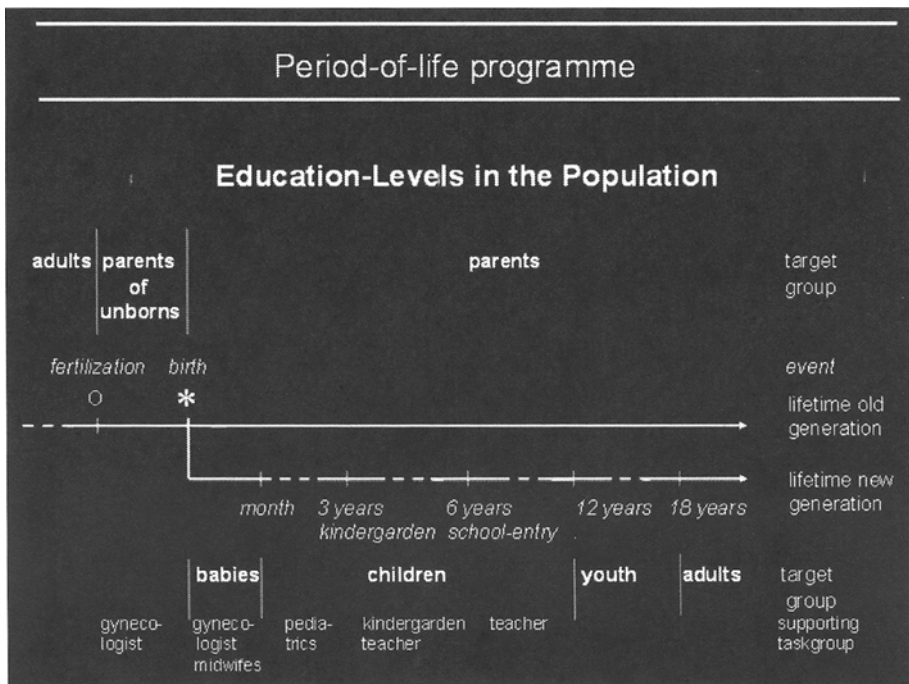 Period-of-life programme
Education-Levels in the Population
adults parents parents target
of group
unborns
fertilization birth event
O * lifetime old
generation
lifetime new
month 3 years 6 years 12 years 18 years generation
kindergarden school-entry
babies children youth adults target
group
gyneco- gyneco- pedia- kindergarden teacher supporting
logist logist trics teacher taskgroup
midwifes